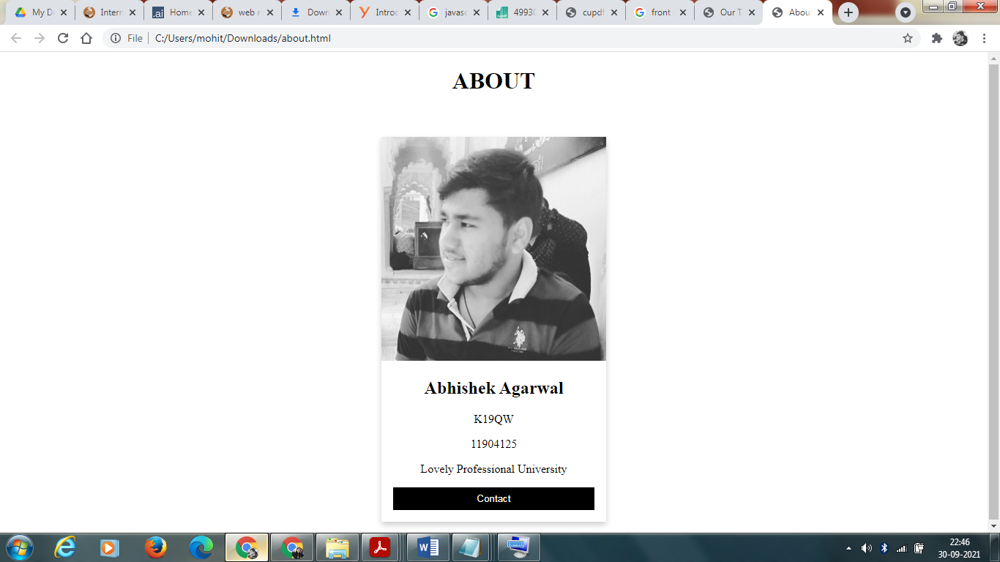 My D
Intern
Home
web r
Down
Introd
javasc
49930
cupdf
front
Our T
Abou
File
C:/Users/mohit/Downloads/about.html
ABOUT
Abhishek Agarwal
K19QW
11904125
Lovely Professional University
Contact
22:46
30-09-2021